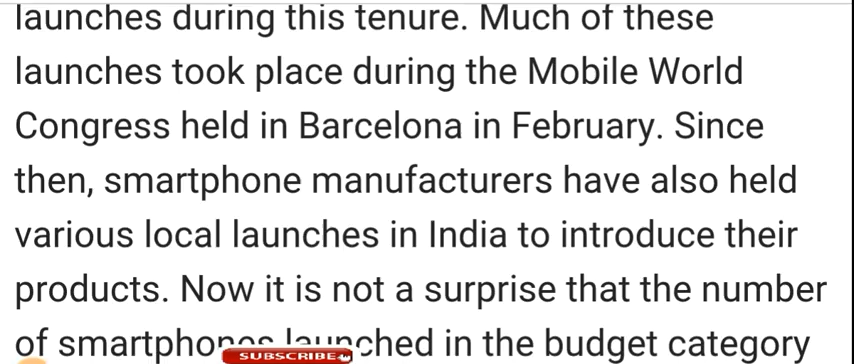 launches during this tenure. Much of these
launches took place during the Mobile World
Congress held in Barcelona in February. Since
then, smartphone manufacturers have also held
various local launches in India to introduce their
products. Now it is not a surprise that the number
of smartphones launched in the budget category
SUBSCRIBE